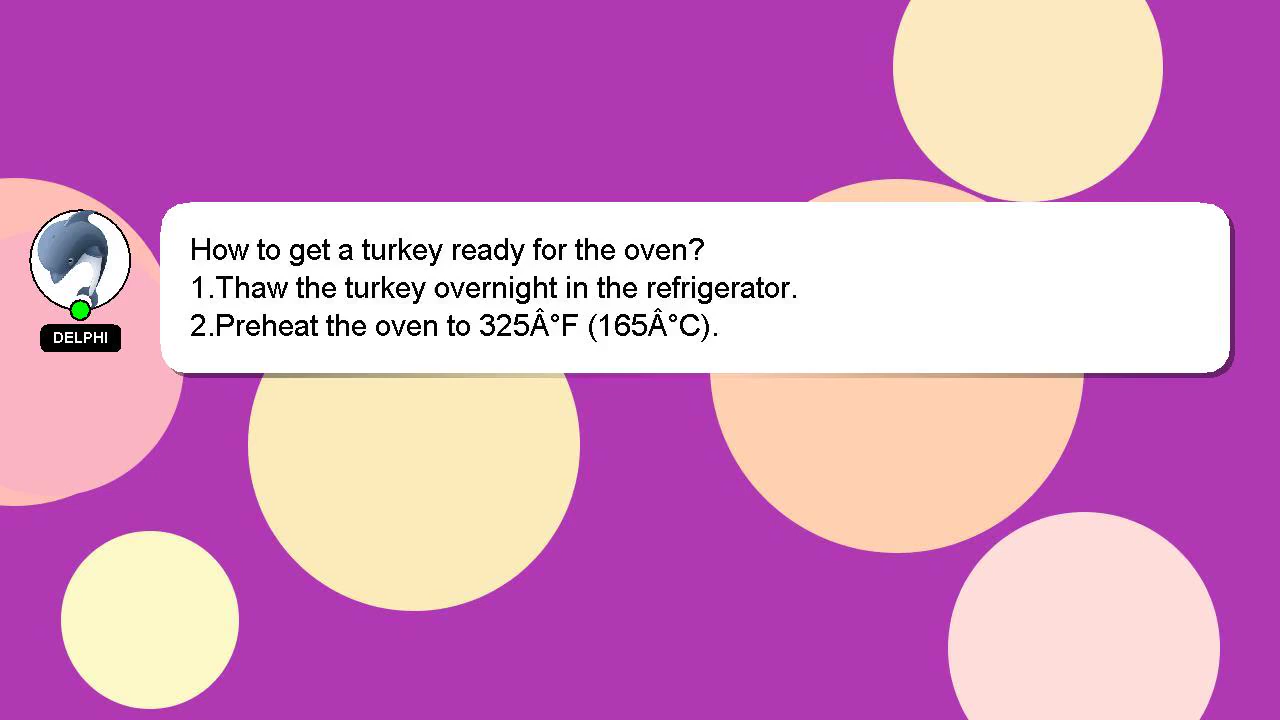 How to get a turkey ready for the oven?
1.Thaw the turkey overnight in the refrigerator.
2.Preheat the oven to 325Â°F (165Â°C).
DELPHI